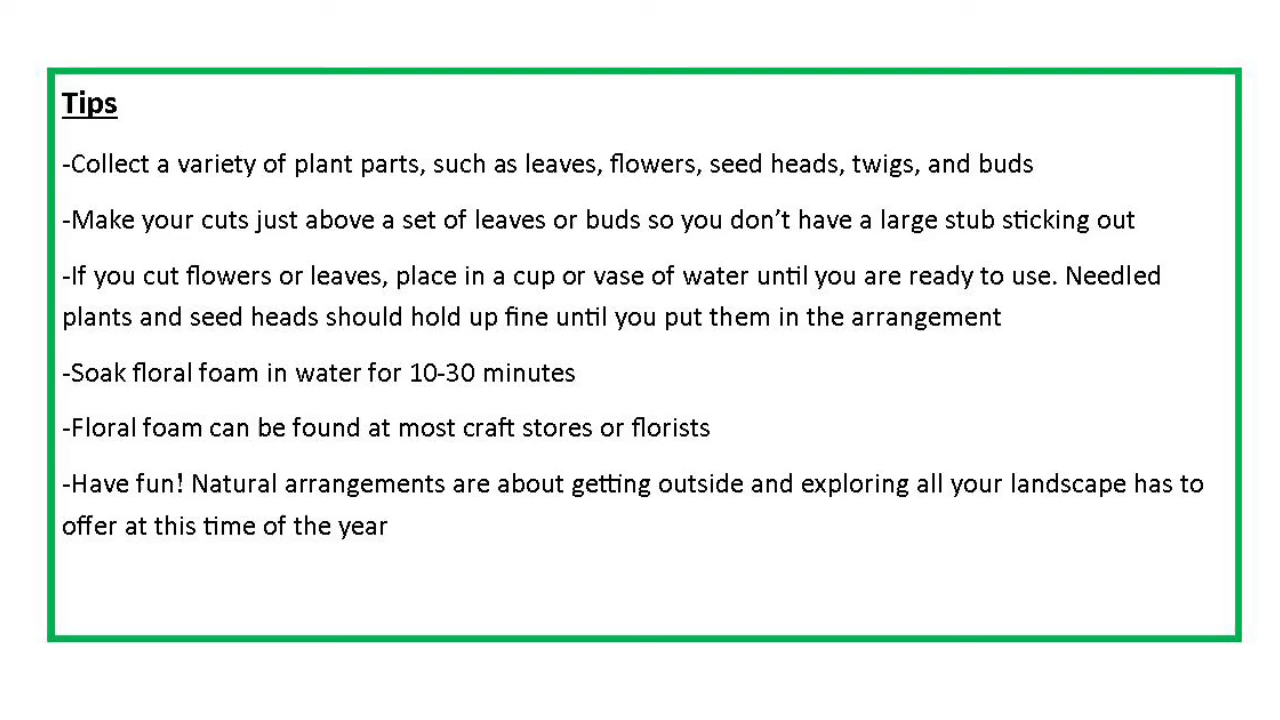 Tips
-Collect a variety of plant parts, such as leaves, flowers, seed heads, twigs, and buds
-Make your cuts just above a set of leaves or buds so you don’t have a large stub sticking out
-If you cut flowers or leaves, place in a cup or vase of water until you are ready to use. Needled
plants and seed heads should hold up fine until you put them in the arrangement
-Soak floral foam in water for 10-30 minutes
-Floral foam can be found at most craft stores or florists
-Have fun! Natural arrangements are about getting outside and exploring all your landscape has to
offer at this time of the year